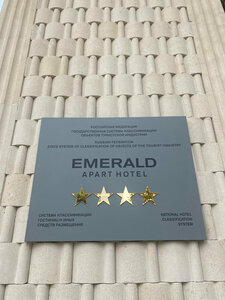 РОССИЙСКАЯ ФЕДЕРАЦИЯ
ГОСУДАРСТВЕННАЯ СИСТЕМА КЛАССИФИКАЦИИ
ОБЪЕКТОВ ТУРИСТСКОЙ ИНДУСТРИИ
RUSSIAN FEDERATION
STATE SYSTEM OF CLASSIFICATION OF OBJECTS OF THE TOURIST INDUSTRY
EMERALD
APART HOTEL
СИСТЕМА КЛАССИФИКАЦИИ
ГОСТИНИЦ И ИНЫХ
СРЕДСТВ РАЗМЕЩЕНИЯ
NATIONAL HOTEL
CLASSIFICATION
SYSTEM